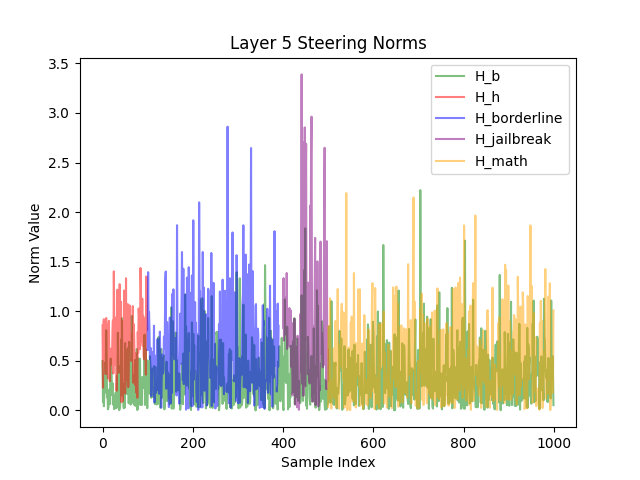 Layer 5 Steering Norms
Norm Value
3.5
3.0
2.5
2.0
1.5
1.0
0.5
0.0
H_b
H_h
H_borderline
H_jailbreak
H_math
0
200
400
600
800
1000
Sample Index